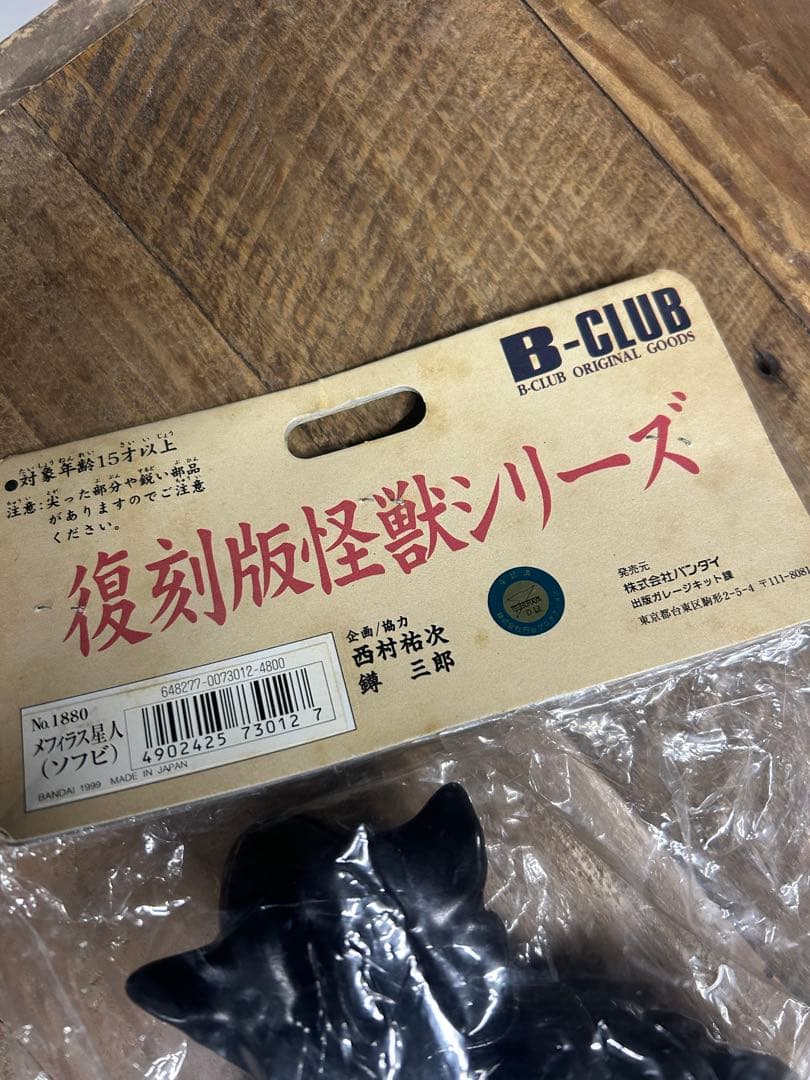 B-CLUB
B-CLUB ORIGINAL GOODS
●対象年齢15才以上
注意:尖った部分や鋭い部品
がありますのでご注意
ください。
復刻版怪獣シリーズ
企画/協力
西村祐次
鐏 三郎
発売元
株式会社バンダイ
出版ガレージキット課
東京都台東区駒形2-5-4 〒111-8081
648277-0073012-4800
No.1880
メフィラス星人
(ソフビ)
4902425 730127
BANDAI 1999 MADE IN JAPAN